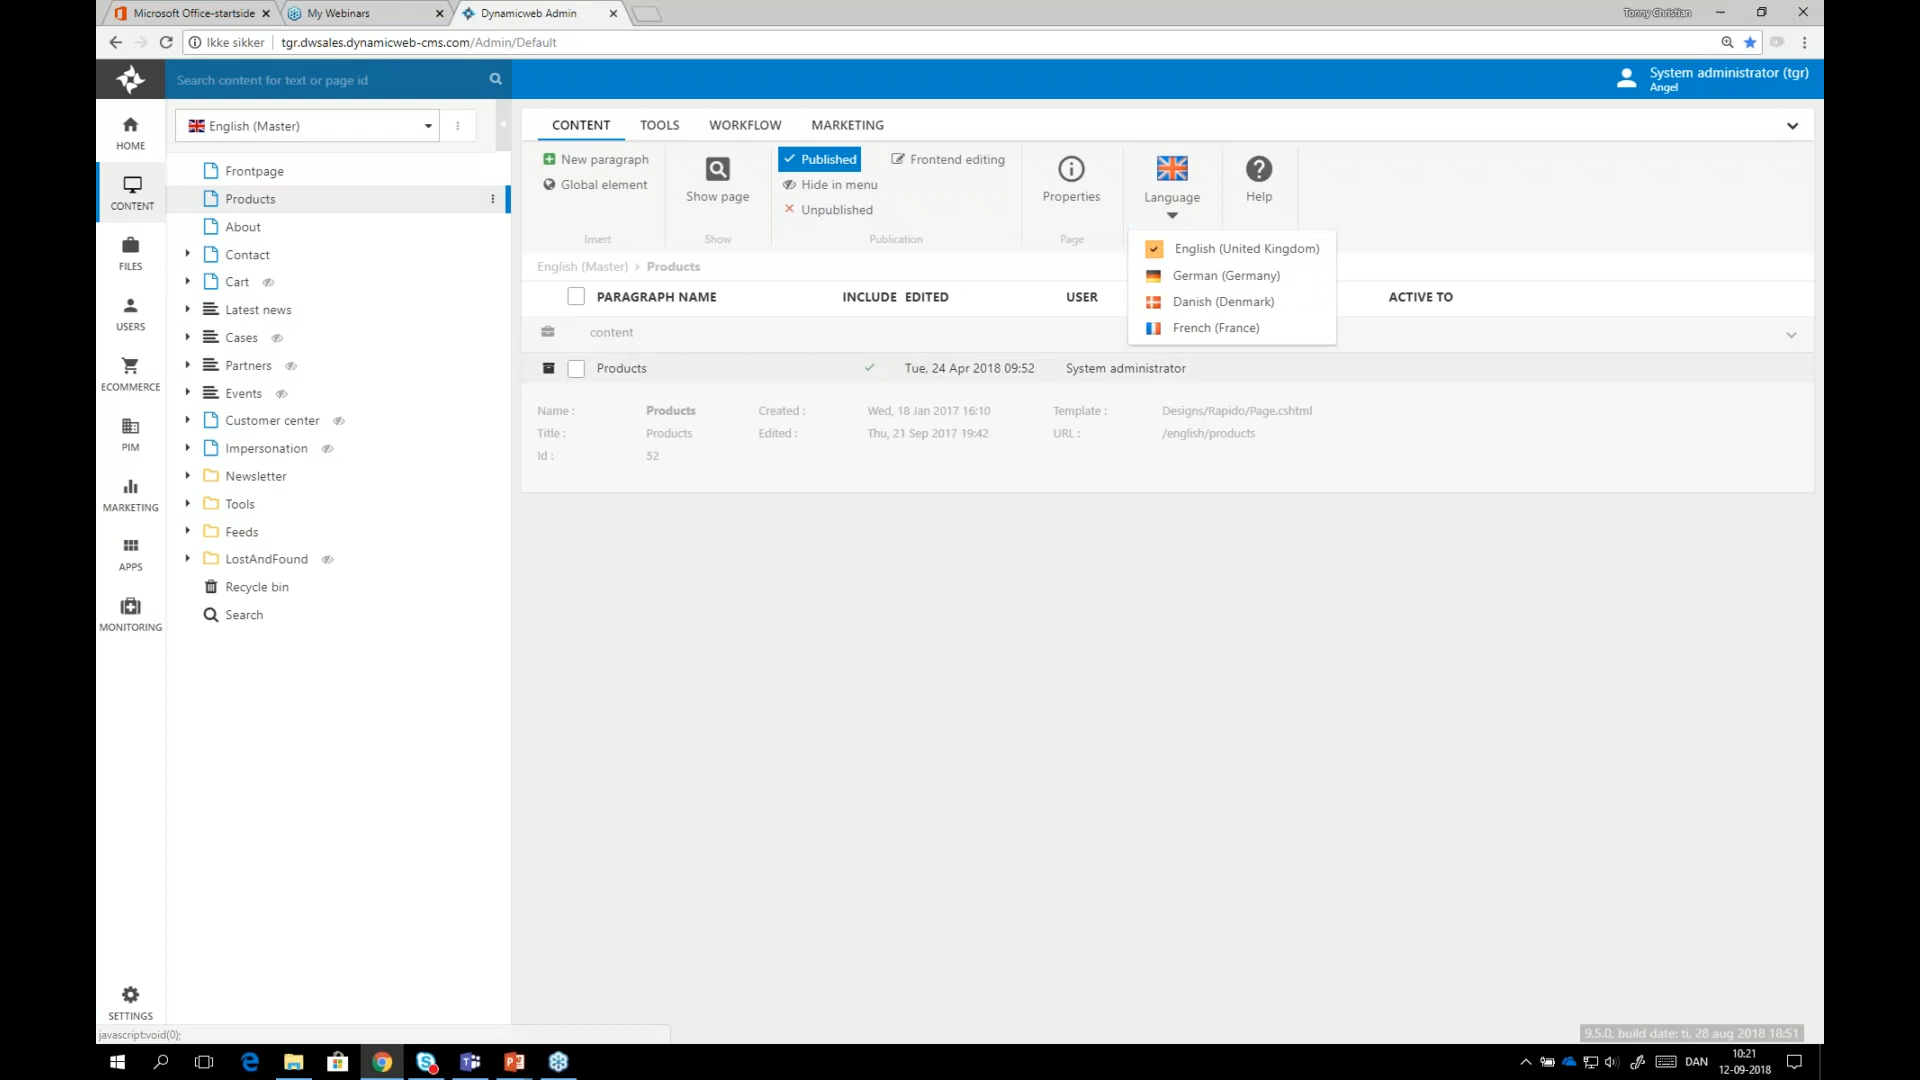 Microsoft Office-startside
My Webinars
Dynamicweb Admin
Tonny Christian
Ikke sikker
tgr.dwsales.dynamicweb-cms.com/Admin/Default
Search content for text or page id
System administrator (tgr)
Angel
English (Master)
HOME
CONTENT
FILES
USERS
ECOMMERCE
PIM
MARKETING
APPS
MONITORING
SETTINGS
Frontpage
Products
About
Contact
Cart
Latest news
Cases
Partners
Events
Customer center
Impersonation
Newsletter
Tools
Feeds
LostAndFound
Recycle bin
Search
CONTENT TOOLS WORKFLOW MARKETING
New paragraph
Global element
Insert
Show page
Show
Published
Hide in menu
Unpublished
Frontend editing
Publication
Properties
Page
Language
Help
English (United Kingdom)
German (Germany)
Danish (Denmark)
French (France)
English (Master) › Products
PARAGRAPH NAME INCLUDE EDITED USER ACTIVE TO
content
Products Tue, 24 Apr 2018 09:52 System administrator
Name : Products Created : Wed, 18 Jan 2017 16:10 Template : Designs/Rapido/Page.cshtml
Title : Products Edited : Thu, 21 Sep 2017 19:42 URL : /english/products
Id : 52
javascript:void(0);
9.5.0, build date: ti, 28 aug 2018 18:51
DAN
10:21
12-09-2018